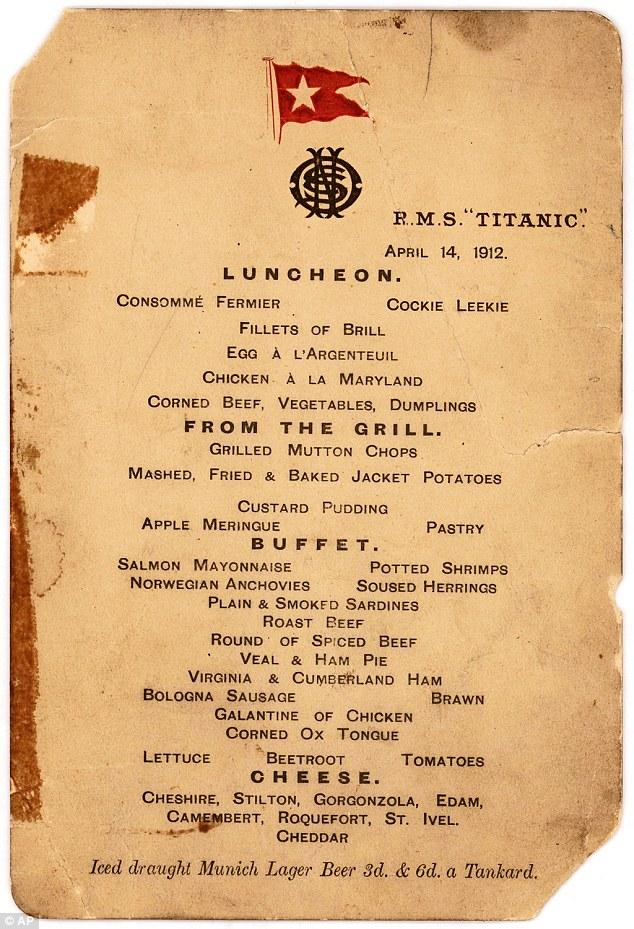 R.M.S. "TITANIC".
APRIL 14, 1912.
LUNCHEON.
CONSOMMÉ FERMIER COCKIE LEEKIE
FILLETS OF BRILL
EGG À L'ARGENTEUIL
CHICKEN À LA MARYLAND
CORNED BEEF, VEGETABLES, DUMPLINGS
FROM THE GRILL.
GRILLED MUTTON CHOPS
MASHED, FRIED & BAKED JACKET POTATOES
CUSTARD PUDDING
APPLE MERINGUE PASTRY
BUFFET.
SALMON MAYONNAISE POTTED SHRIMPS
NORWEGIAN ANCHOVIES SOUSED HERRINGS
PLAIN & SMOKED SARDINES
ROAST BEEF
ROUND OF SPICED BEEF
VEAL & HAM PIE
VIRGINIA & CUMBERLAND HAM
BOLOGNA SAUSAGE BRAWN
GALANTINE OF CHICKEN
CORNED OX TONGUE
LETTUCE BEETROOT TOMATOES
CHEESE.
CHESHIRE, STILTON, GORGONZOLA, EDAM,
CAMEMBERT, ROQUEFORT, ST. IVEL.
CHEDDAR
Iced draught Munich Lager Beer 3d. & 6d. a Tankard.
© AP